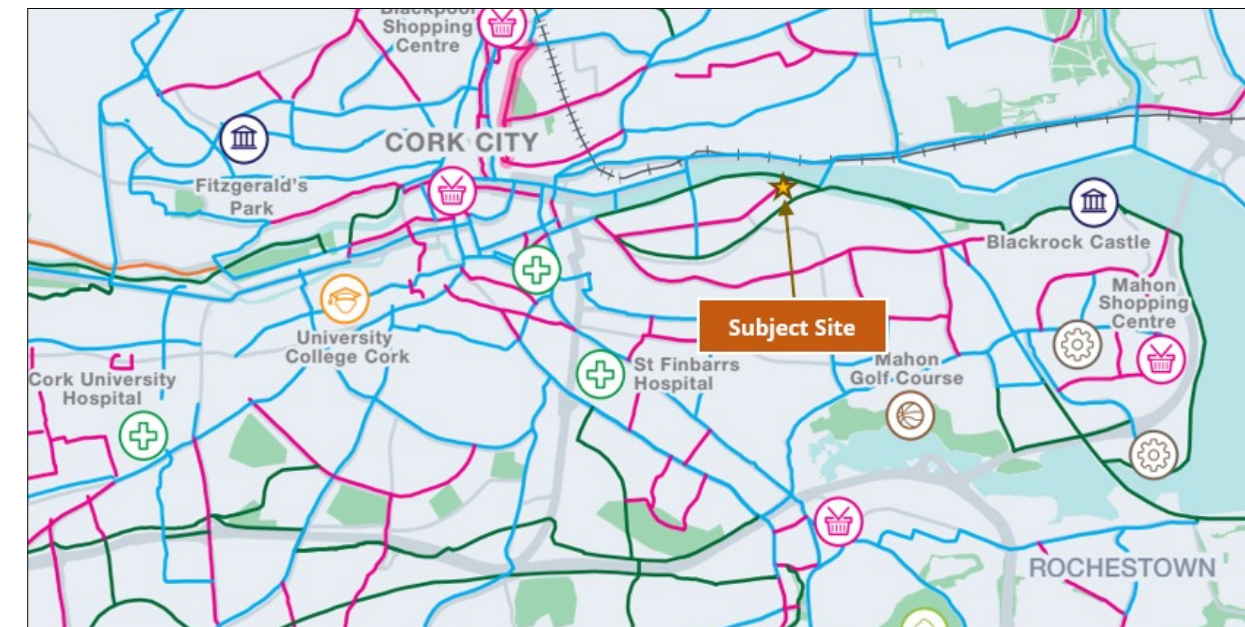 Blackpool
Shopping
Centre
CORK CITY
Fitzgerald's
Park
Blackrock Castle
Mahon
Shopping
Centre
University
College Cork
Subject Site
St Finbarrs
Hospital
Mahon
Golf Course
Cork University
Hospital
ROCHESTOWN